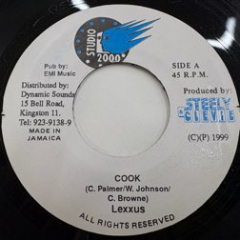 STUDIO
2000
Pub by:
EMI Music
SIDE A
45 R.P.M.
Distributed by:
Dynamic Sounds
15 Bell Road,
Kingston 11.
Tel: 923-9138-9
MADE IN
JAMAICA
Produced by:
STEELY
& CLEVIE
(C)(P) 1999
COOK
(C. Palmer/W. Johnson/
C. Browne)
Lexxus
ALL RIGHTS RESERVED